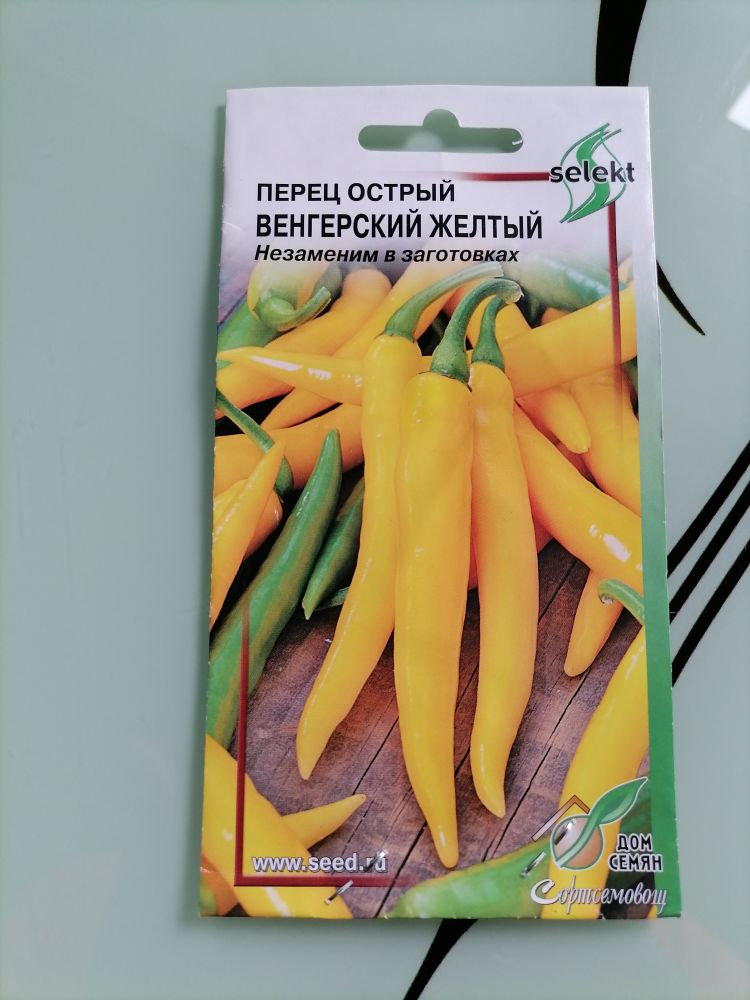 selekt
ПЕРЕЦ ОСТРЫЙ
ВЕНГЕРСКИЙ ЖЕЛТЫЙ
Незаменим в заготовках
www.seed.ru
ДОМ
СЕМЯН
Сортсемовощ